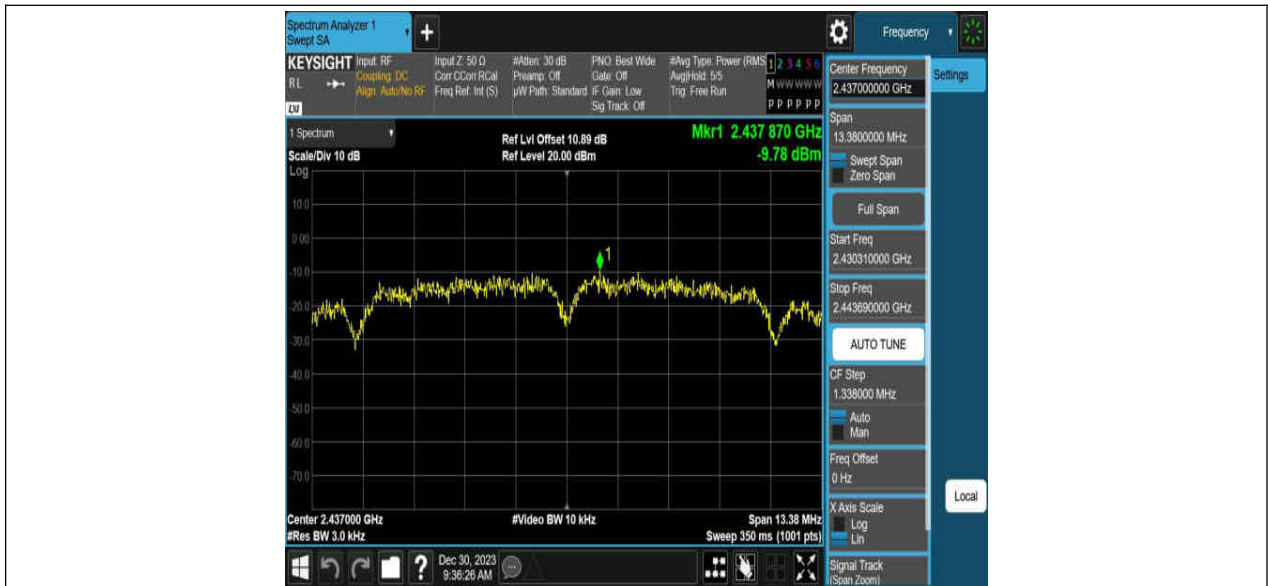 Spectrum Analyzer 1
Swept SA
+
Frequency
KEYSIGHT
RL
LXI
Input: RF
Coupling: DC
Align: Auto/No RF
Input Z: 50 Ω
Corr CCorr RCal
Freq Ref: Int (S)
#Atten: 30 dB
Preamp: Off
µW Path: Standard
PNO: Best Wide
Gate: Off
IF Gain: Low
Sig Track: Off
#Avg Type: Power (RMS
Avg|Hold: 5/5
Trig: Free Run
1 2 3 4 5 6
M W W W W W
P P P P P P
1 Spectrum
Scale/Div 10 dB
Log
Ref Lvl Offset 10.89 dB
Ref Level 20.00 dBm
Mkr1 2.437 870 GHz
-9.78 dBm
10.0
0.00
-10.0
-20.0
-30.0
-40.0
-50.0
-60.0
-70.0
1
Center 2.437000 GHz
#Res BW 3.0 kHz
#Video BW 10 kHz
Span 13.38 MHz
Sweep 350 ms (1001 pts)
?
Dec 30, 2023
9:36:26 AM
Center Frequency
2.437000000 GHz
Span
13.3800000 MHz
Swept Span
Zero Span
Full Span
Start Freq
2.430310000 GHz
Stop Freq
2.443690000 GHz
AUTO TUNE
CF Step
1.338000 MHz
Auto
Man
Freq Offset
0 Hz
X Axis Scale
Log
Lin
Signal Track
(Span Zoom)
Settings
Local